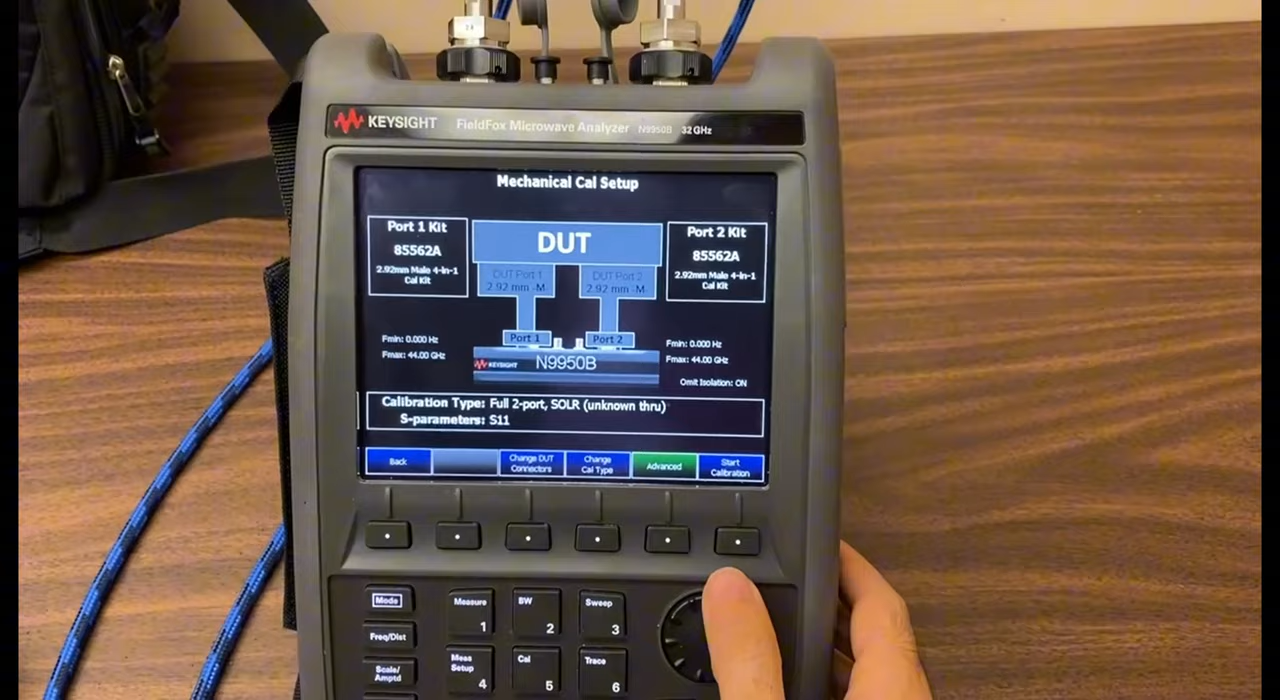 KEYSIGHT FieldFox Microwave Analyzer N9950B 32 GHz
Mechanical Cal Setup
Port 1 Kit
85562A
2.92mm Male 4-in-1
Cal Kit
DUT
DUT Port 1
2.92 mm -M-
DUT Port 2
2.92 mm -M-
Port 2 Kit
85562A
2.92mm Male 4-in-1
Cal Kit
Fmin: 0.000 Hz
Fmax: 44.00 GHz
Port 1
Port 2
KEYSIGHT N9950B
Fmin: 0.000 Hz
Fmax: 44.00 GHz
Omit Isolation: ON
Calibration Type: Full 2-port, SOLR (unknown thru)
S-parameters: S11
Back
Change DUT
Connectors
Change
Cal Type
Advanced
Start
Calibration
Mode
Measure
1
BW
2
Sweep
3
Freq/Dist
Scale/
Amptd
Meas
Setup
4
Cal
5
Trace
6